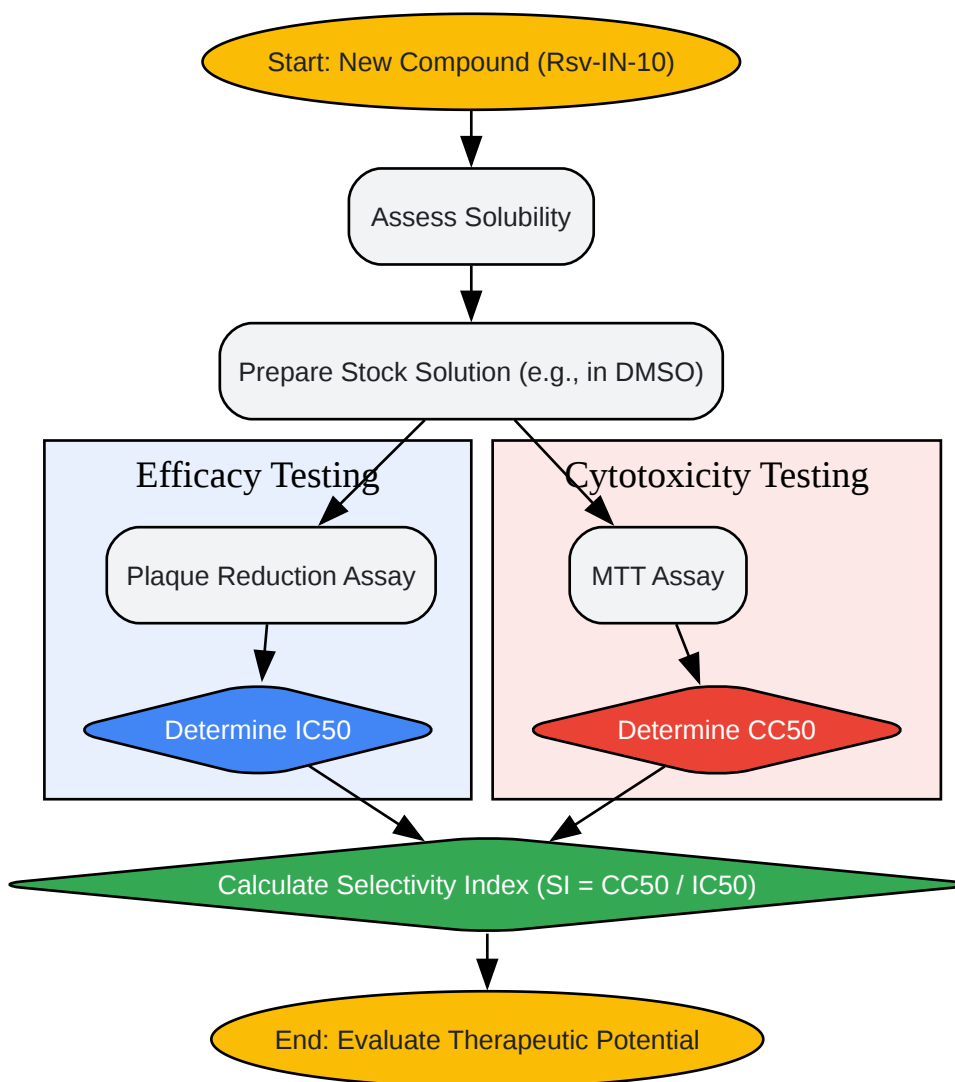 Start: New Compound (Rsv-IN-10)
Assess Solubility
Prepare Stock Solution (e.g., in DMSO)
Efficacy Testing
Cytotoxicity Testing
Plaque Reduction Assay
MTT Assay
Determine IC50
Determine CC50
Calculate Selectivity Index (SI = CC50 / IC50)
End: Evaluate Therapeutic Potential